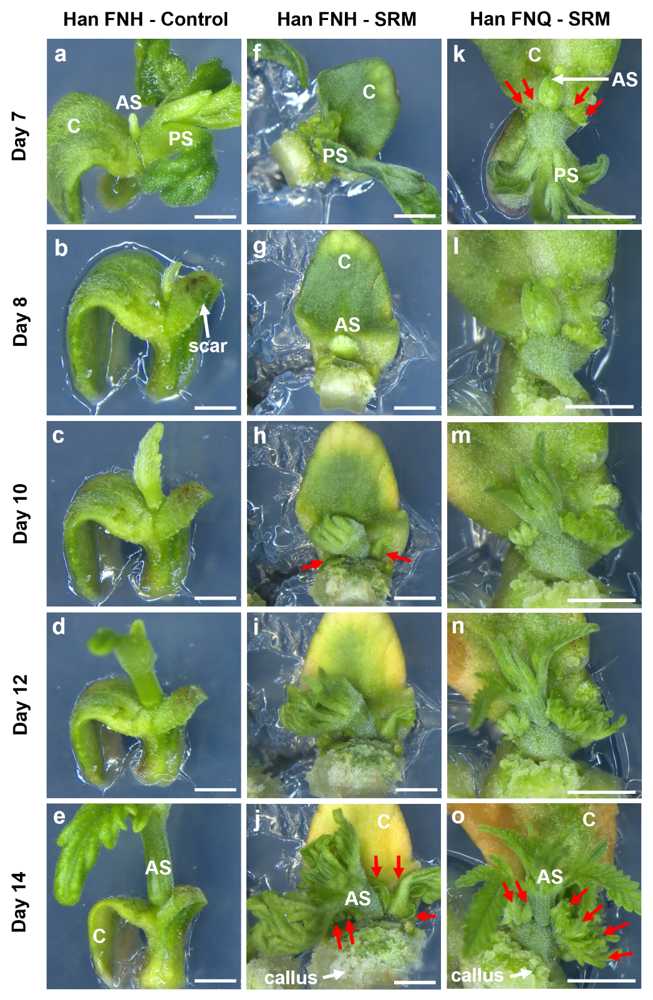 Han FNH - Control
Han FNH - SRM
Han FNQ - SRM
Day 7
a
AS
C
PS
f
C
PS
k
C
AS
PS
Day 8
b
scar
g
C
AS
l
Day 10
c
h
m
Day 12
d
i
n
Day 14
e
AS
C
j
C
AS
callus
o
C
AS
callus